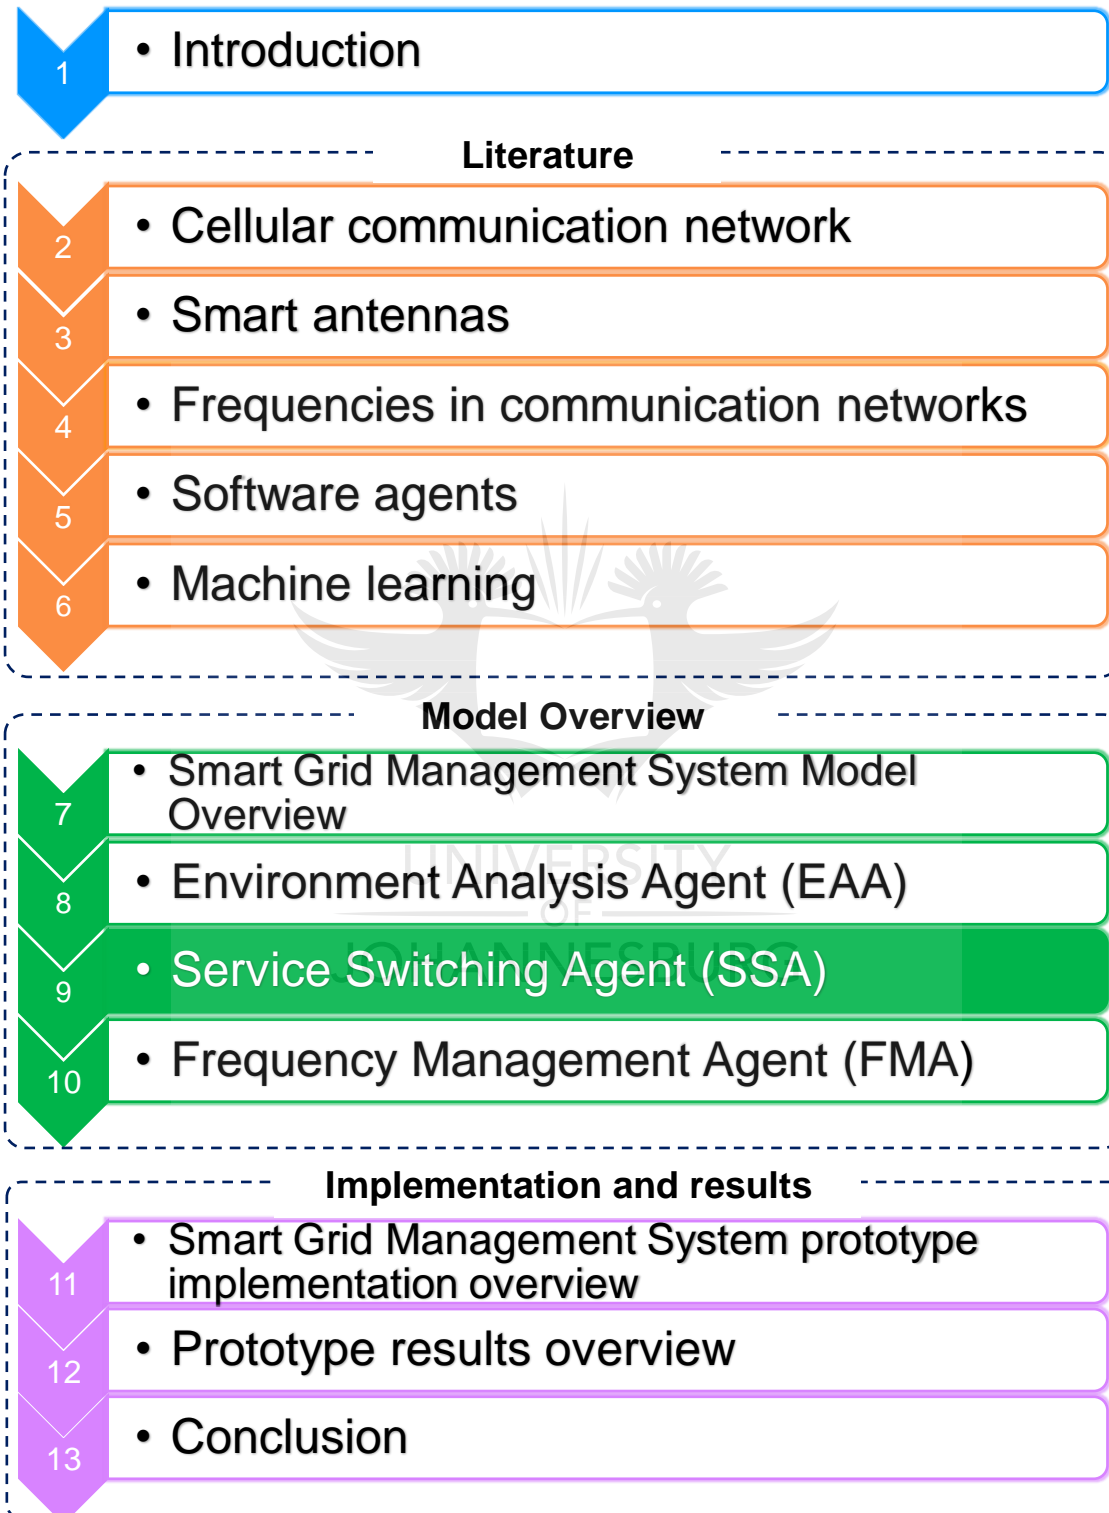 1
• Introduction
Literature
2
• Cellular communication network
3
• Smart antennas
4
• Frequencies in communication networks
5
• Software agents
6
• Machine learning
Model Overview
7
• Smart Grid Management System Model
Overview
8
• Environment Analysis Agent (EAA)
UNIVERSITY
OF
JOHANNESBURG
9
• Service Switching Agent (SSA)
10
• Frequency Management Agent (FMA)
Implementation and results
11
• Smart Grid Management System prototype
implementation overview
12
• Prototype results overview
13
• Conclusion